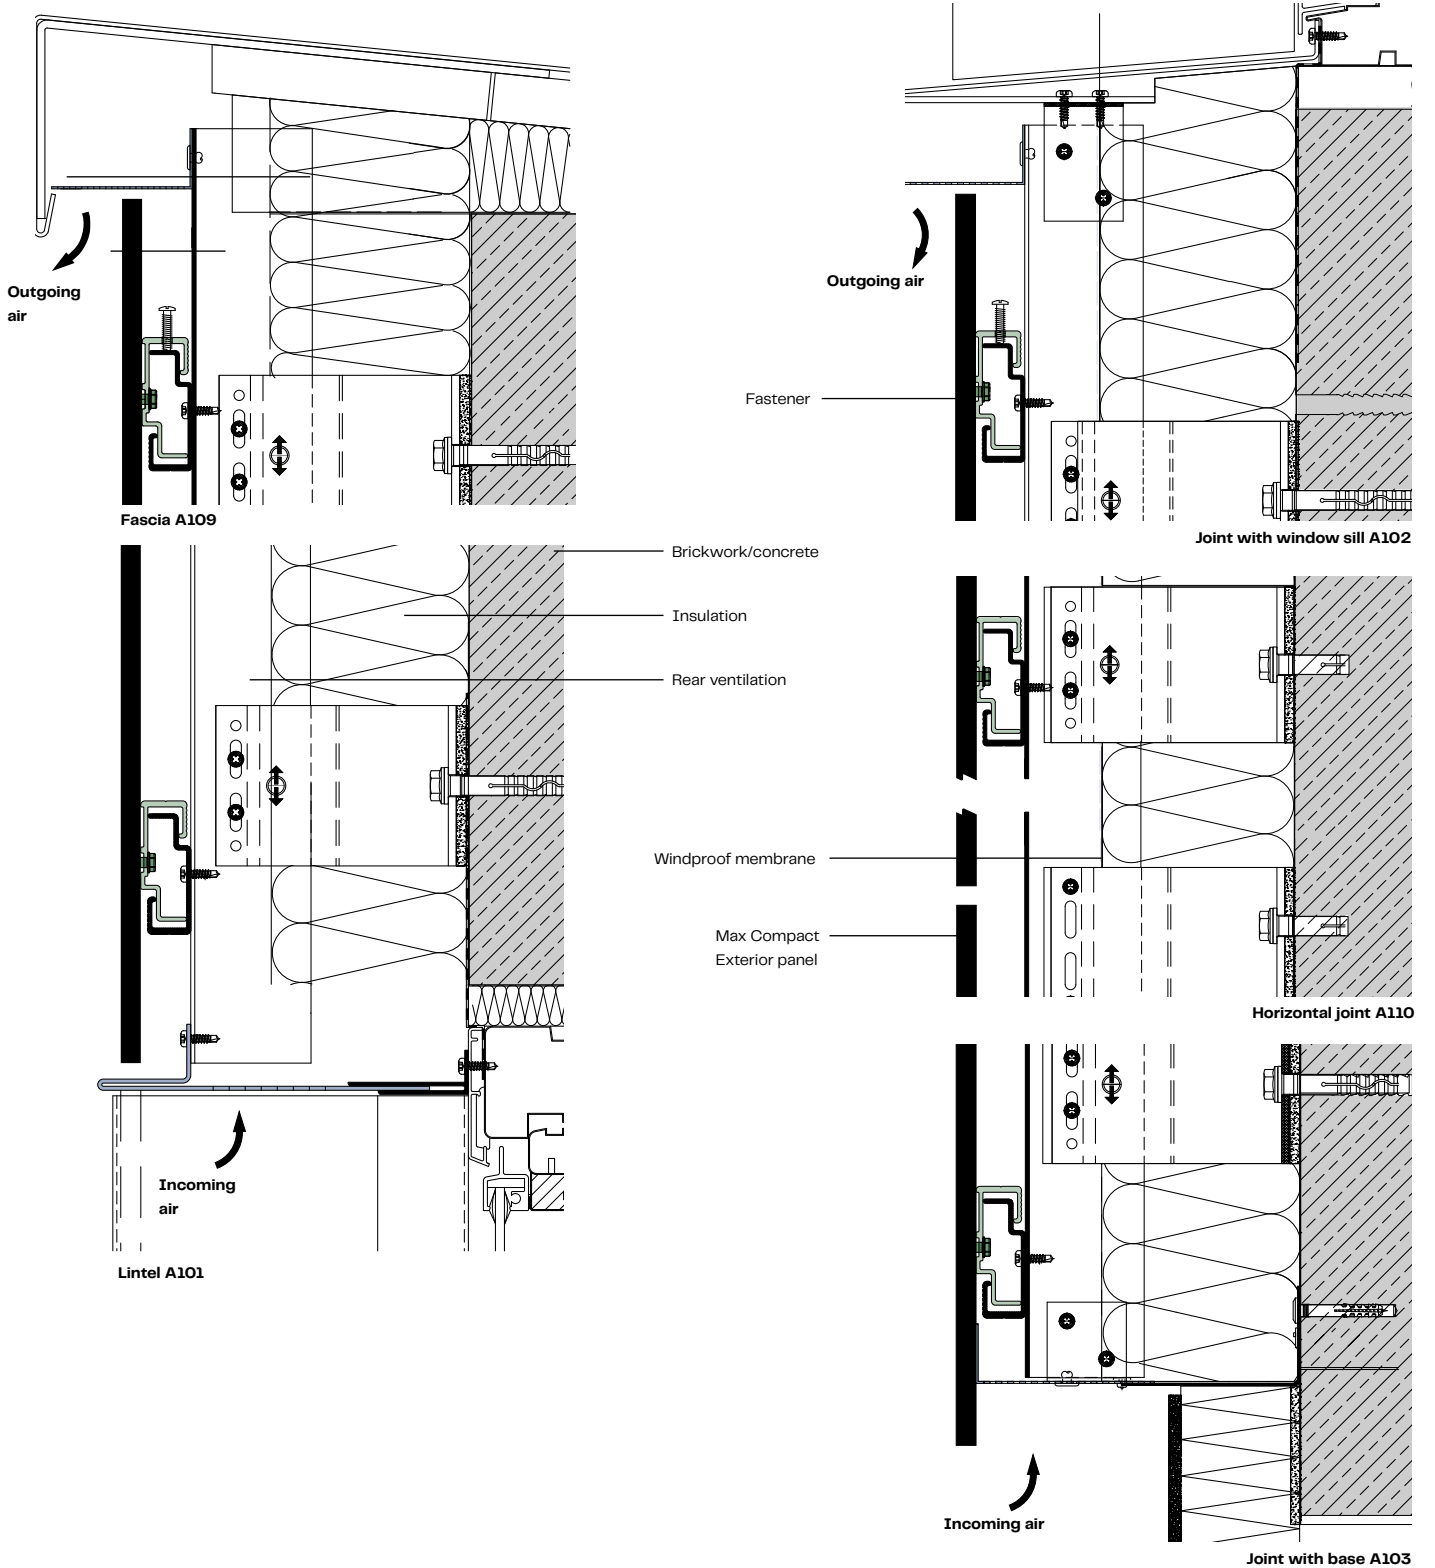 Outgoing
air
Fascia A109
Outgoing air
Fastener
Joint with window sill A102
Brickwork/concrete
Insulation
Rear ventilation
Windproof membrane
Max Compact
Exterior panel
Horizontal joint A110
Incoming
air
Lintel A101
Incoming air
Joint with base A103